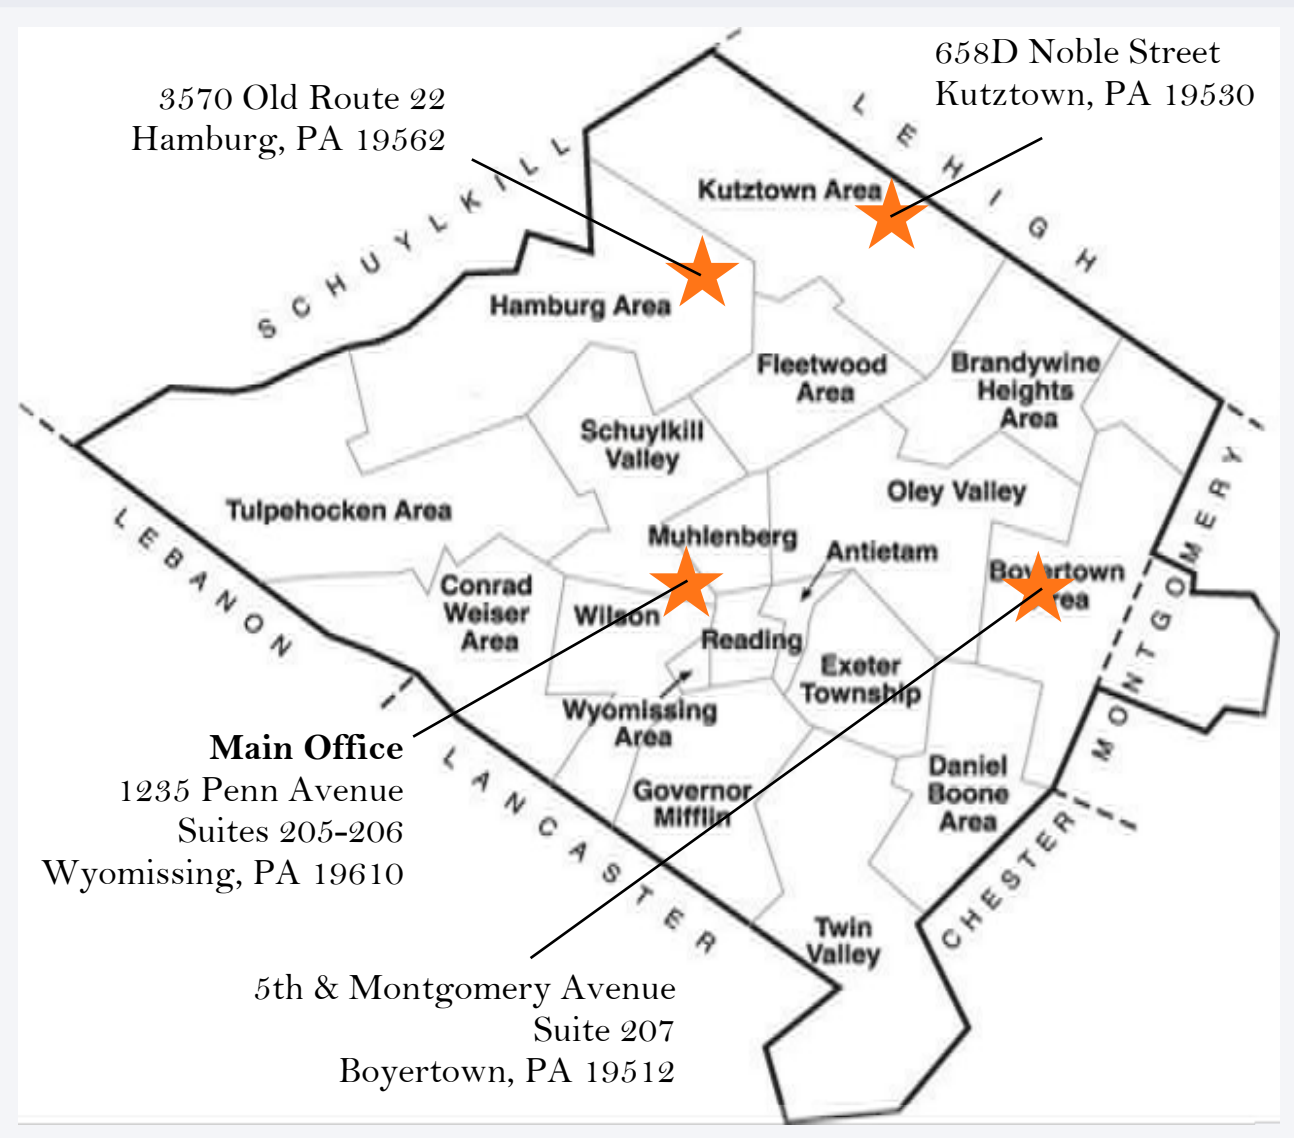 658D Noble Street
Kutztown, PA 19530
3570 Old Route 22
Hamburg, PA 19562
LEHIGH
SCHUYLKILL
Kutztown Area
Hamburg Area
Fleetwood
Area
Brandywine
Heights
Area
Schuylkill
Valley
Oley Valley
Tulpehocken Area
MONTGOMERY
LEBANON
Muhlenberg
Antietam
Boyertown
Area
Conrad
Weiser
Area
Wilson
Reading
Exeter
Township
Wyomissing
Area
Main Office
1235 Penn Avenue
Suites 205-206
Wyomissing, PA 19610
LANCASTER
Governor
Mifflin
Daniel
Boone
Area
CHESTER
Twin
Valley
5th & Montgomery Avenue
Suite 207
Boyertown, PA 19512